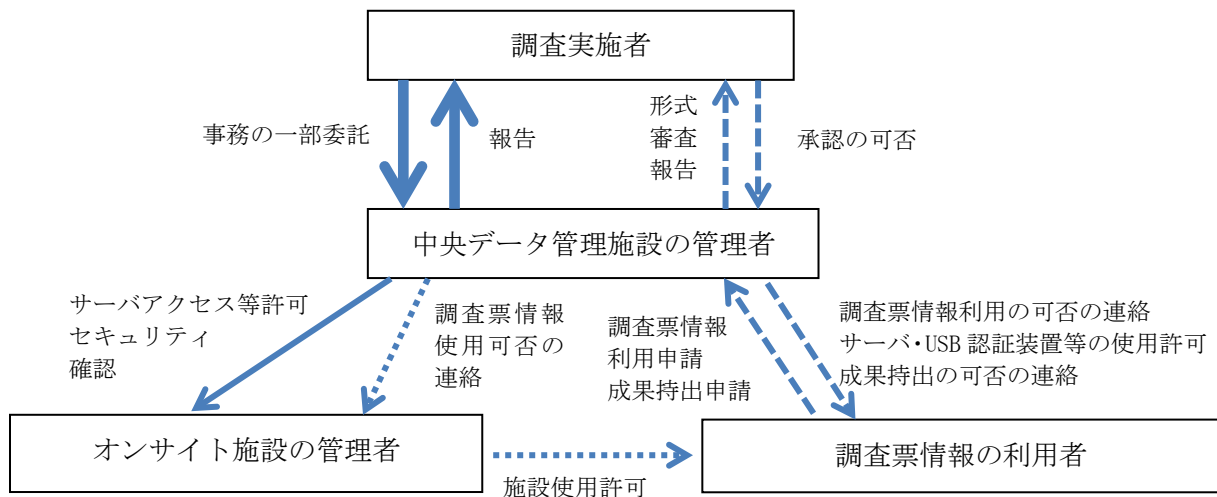 調査実施者
事務の一部委託
報告
形式
審査
報告
承認の可否
中央データ管理施設の管理者
サーバアクセス等許可
セキュリティ
確認
調査票情報
使用可否の
連絡
調査票情報
利用申請
成果持出申請
調査票情報利用の可否の連絡
サーバ・USB 認証装置等の使用許可
成果持出の可否の連絡
オンサイト施設の管理者
施設使用許可
調査票情報の利用者